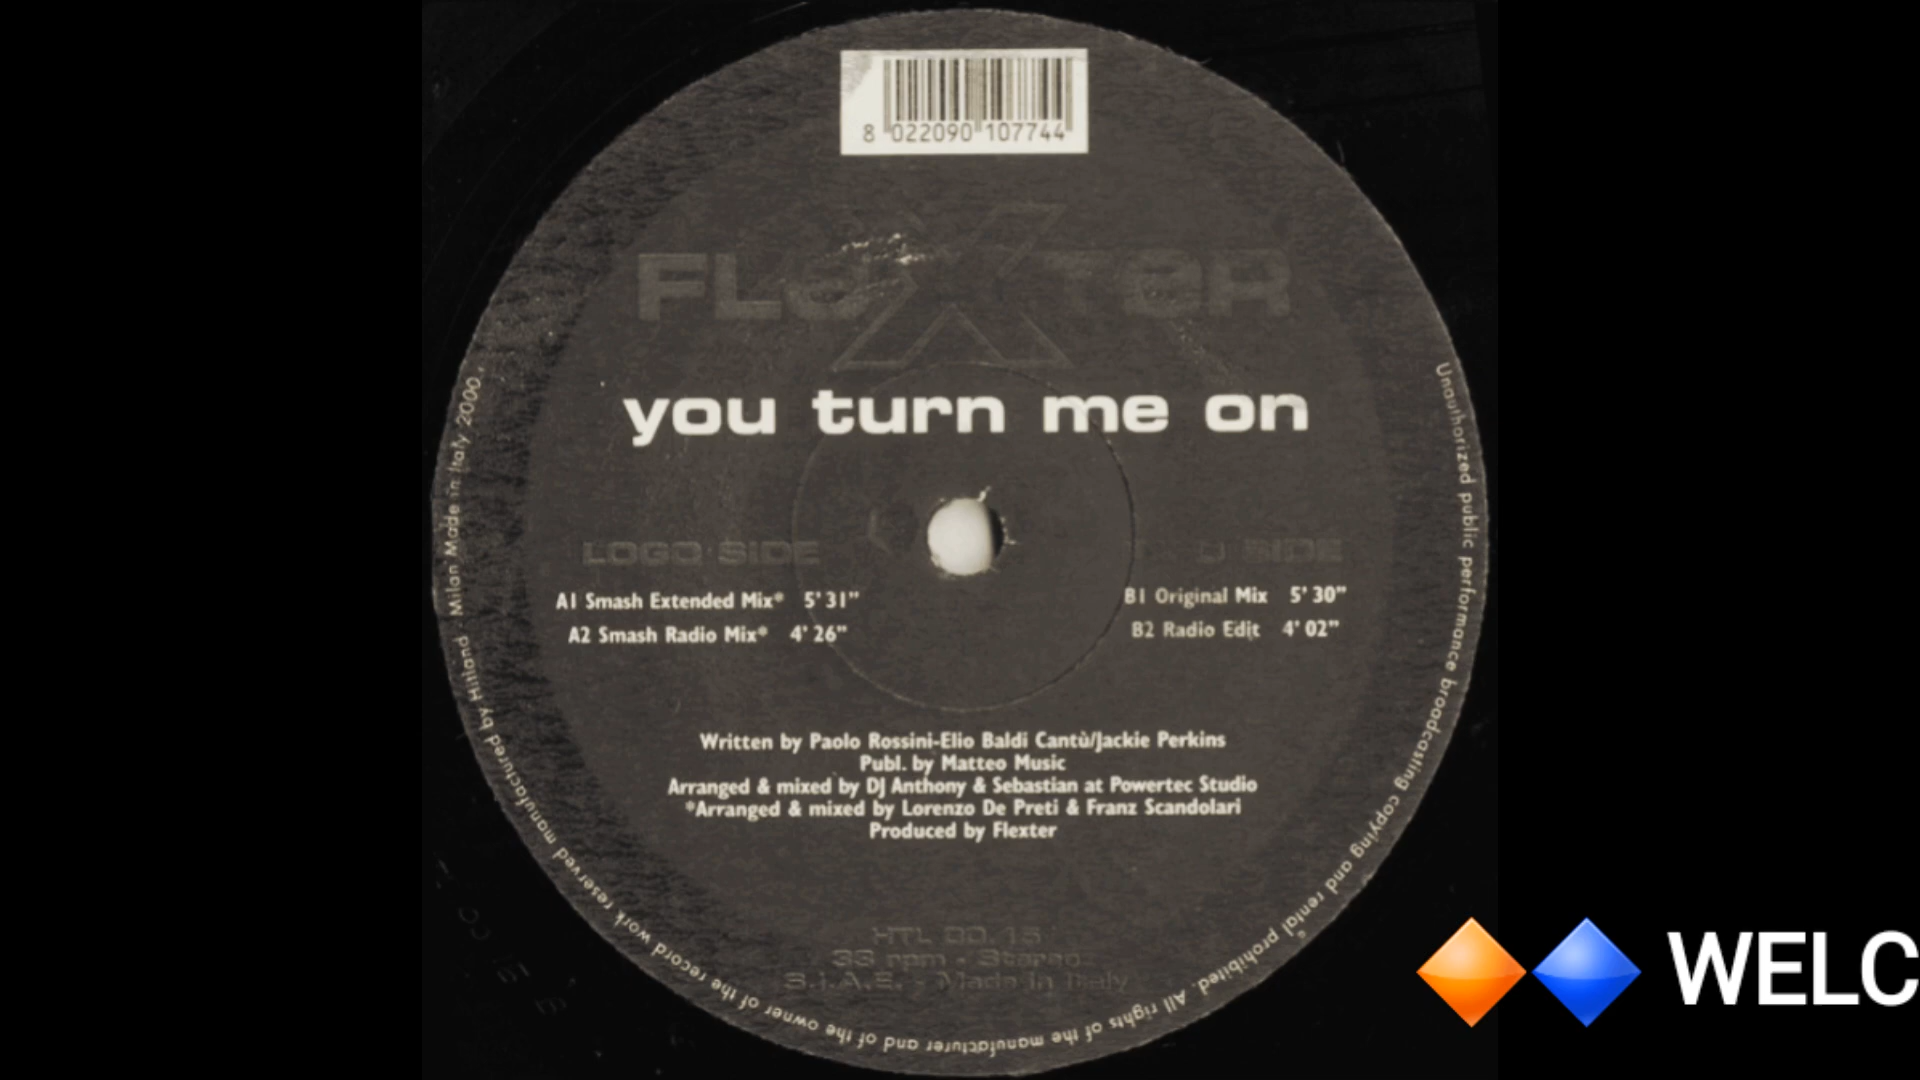 8 022090 107744
FLEXTER
you turn me on
LOGO SIDE
SIDE
A1 Smash Extended Mix* 5'31"
A2 Smash Radio Mix* 4'26"
B1 Original Mix 5'30"
B2 Radio Edit 4'02"
Written by Paolo Rossini-Elio Baldi Cantù/Jackie Perkins
Publ. by Matteo Music
Arranged & mixed by DJ Anthony & Sebastian at Powertec Studio
*Arranged & mixed by Lorenzo De Preti & Franz Scandolari
Produced by Flexter
HTL 00.15
33 rpm - Stereo
S.I.A.E. - Made in Italy
Unauthorized public performance broadcasting copying and rental prohibited. All rights of the manufacturer and of the owner of the record work reserved manufactured by Hitland - Milan Made in Italy 2000.
WELC